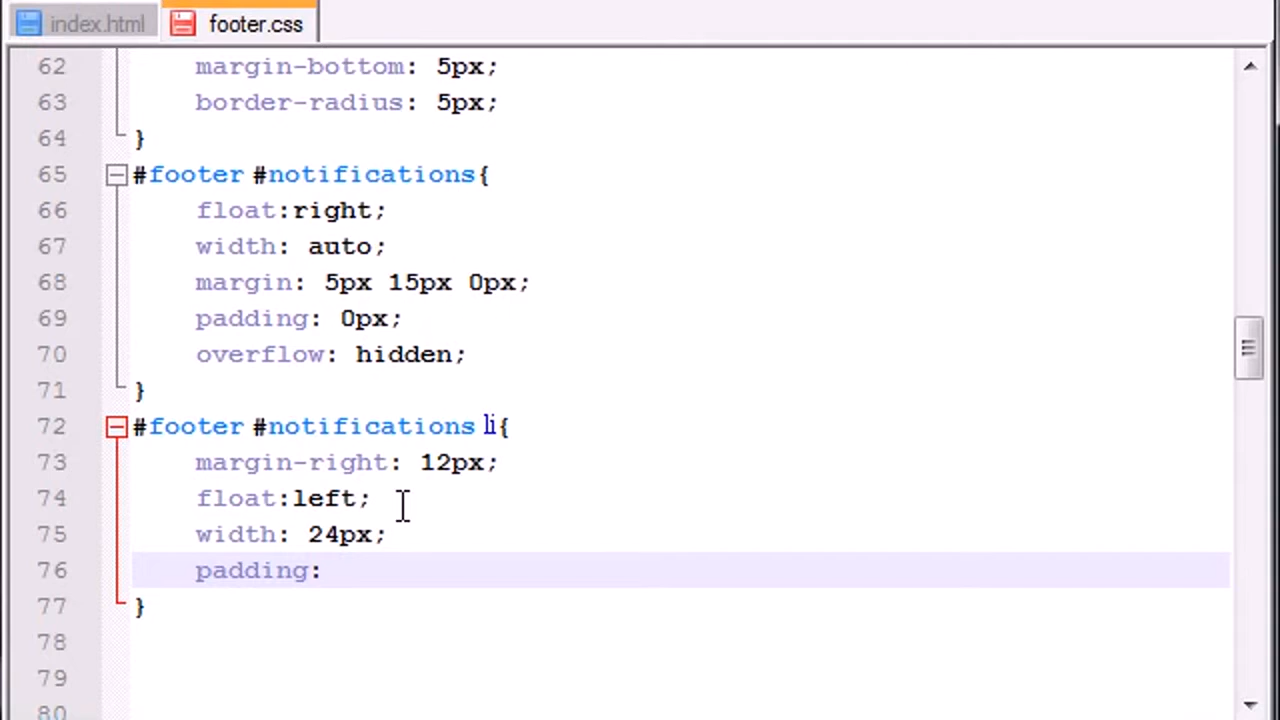 index.html footer.css
62 margin-bottom: 5px;
63 border-radius: 5px;
64 }
65 #footer #notifications{
66 float:right;
67 width: auto;
68 margin: 5px 15px 0px;
69 padding: 0px;
70 overflow: hidden;
71 }
72 #footer #notifications li{
73 margin-right: 12px;
74 float:left;
75 width: 24px;
76 padding:
77 }
78
79
80